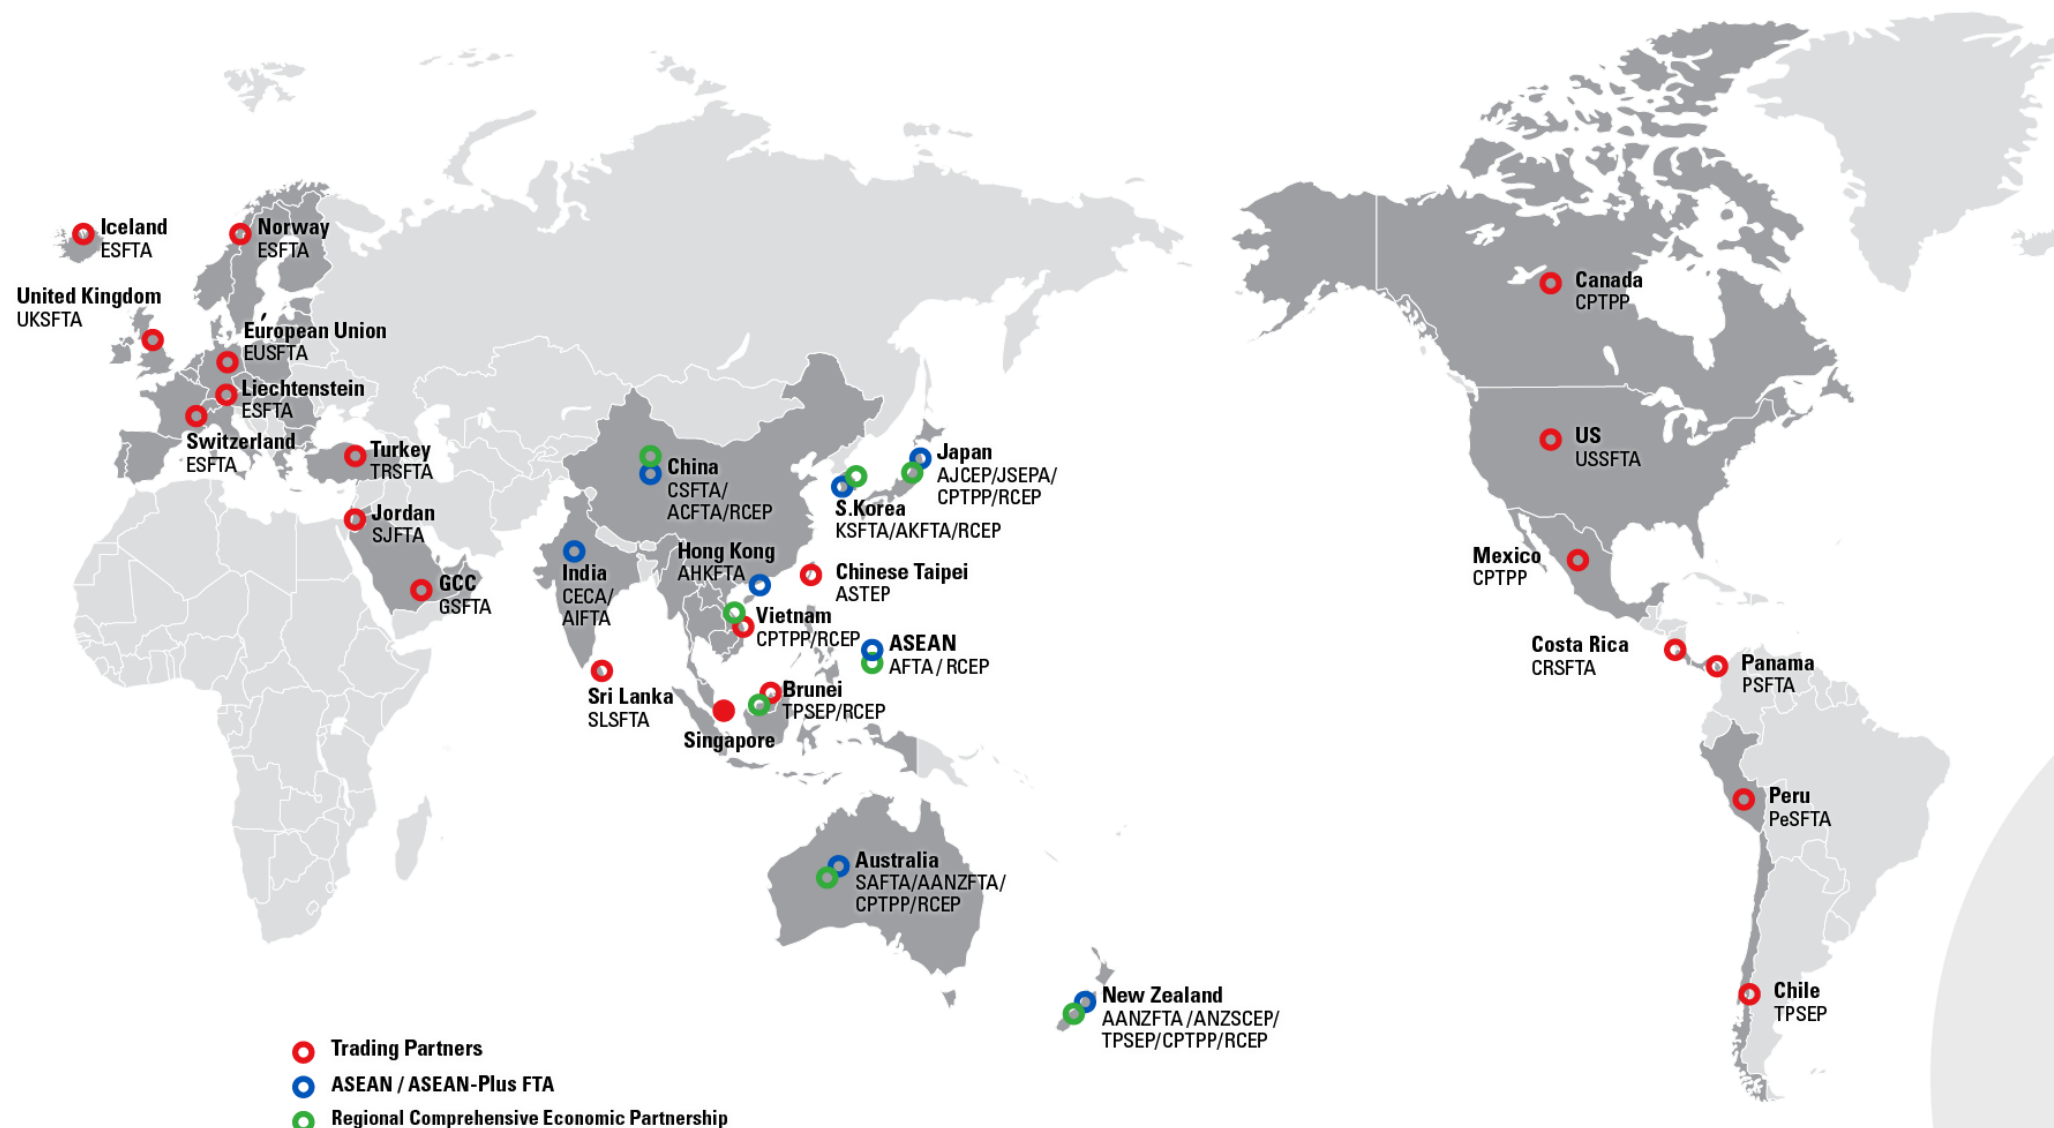 Iceland
ESFTA
Norway
ESFTA
United Kingdom
UKSFTA
European Union
EUSFTA
Liechtenstein
ESFTA
Switzerland
ESFTA
Turkey
TRSFTA
Jordan
SJFTA
GCC
GSFTA
China
CSFTA/
ACFTA/RCEP
Japan
AJCEP/JSEPA/
CPTPP/RCEP
S.Korea
KSFTA/AKFTA/RCEP
Hong Kong
AHKFTA
India
CECA/
AIFTA
Chinese Taipei
ASTEP
Vietnam
CPTPP/RCEP
ASEAN
AFTA / RCEP
Sri Lanka
SLSFTA
Brunei
TPSEP/RCEP
Singapore
Australia
SAFTA/AANZFTA/
CPTPP/RCEP
New Zealand
AANZFTA /ANZSCEP/
TPSEP/CPTPP/RCEP
Canada
CPTPP
US
USSFTA
Mexico
CPTPP
Costa Rica
CRSFTA
Panama
PSFTA
Peru
PeSFTA
Chile
TPSEP
Trading Partners
ASEAN / ASEAN-Plus FTA
Regional Comprehensive Economic Partnership